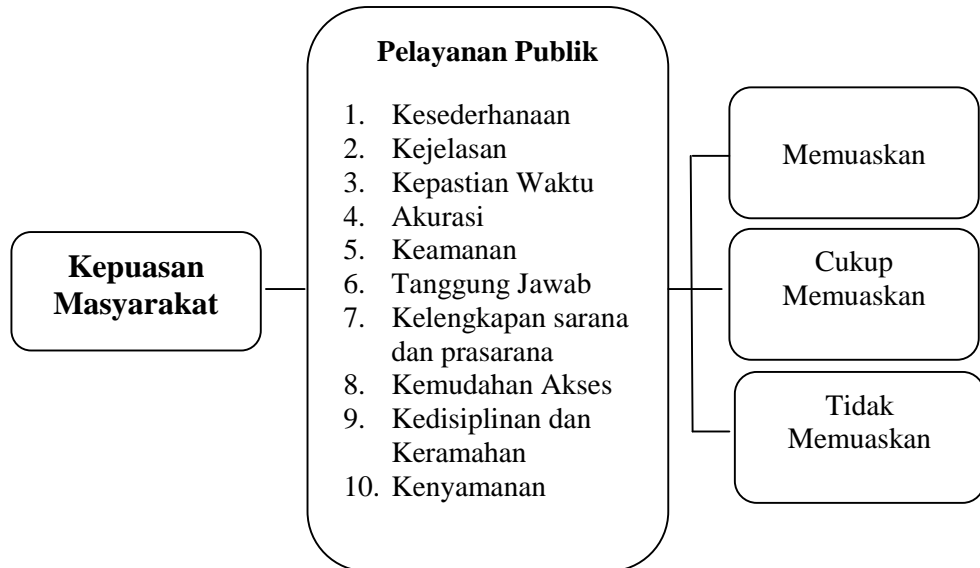 Kepuasan
Masyarakat
Pelayanan Publik
1. Kesederhanaan
2. Kejelasan
3. Kepastian Waktu
4. Akurasi
5. Keamanan
6. Tanggung Jawab
7. Kelengkapan sarana
dan prasarana
8. Kemudahan Akses
9. Kedisiplinan dan
Keramahan
10. Kenyamanan
Memuaskan
Cukup
Memuaskan
Tidak
Memuaskan